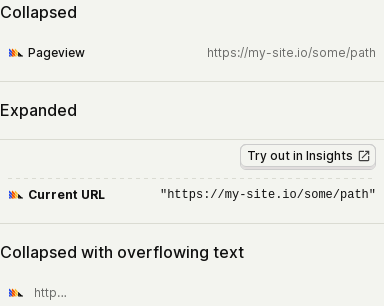 Collapsed
Pageview https://my-site.io/some/path
Expanded
Try out in Insights
Current URL "https://my-site.io/some/path"
Collapsed with overflowing text
http...